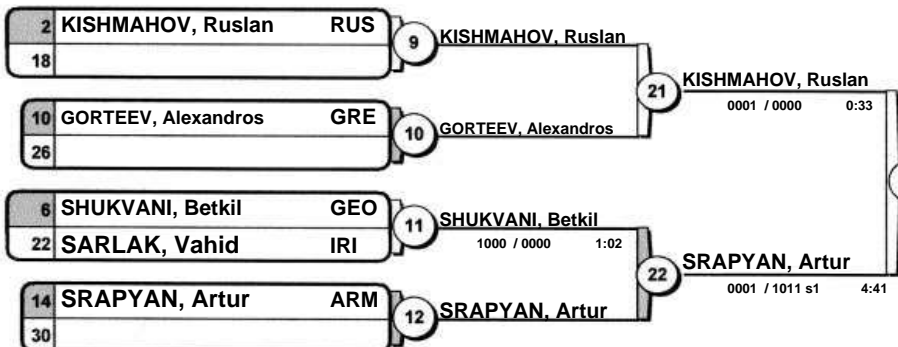 2 KISHMAHOV, Ruslan RUS
18
9 KISHMAHOV, Ruslan
10 GORTEEV, Alexandros GRE
26
10 GORTEEV, Alexandros
21 KISHMAHOV, Ruslan
0001 / 0000 0:33
6 SHUKVANI, Betkil GEO
22 SARLAK, Vahid IRI
11 SHUKVANI, Betkil
1000 / 0000 1:02
14 SRAPYAN, Artur ARM
30
12 SRAPYAN, Artur
22 SRAPYAN, Artur
0001 / 1011 s1 4:41